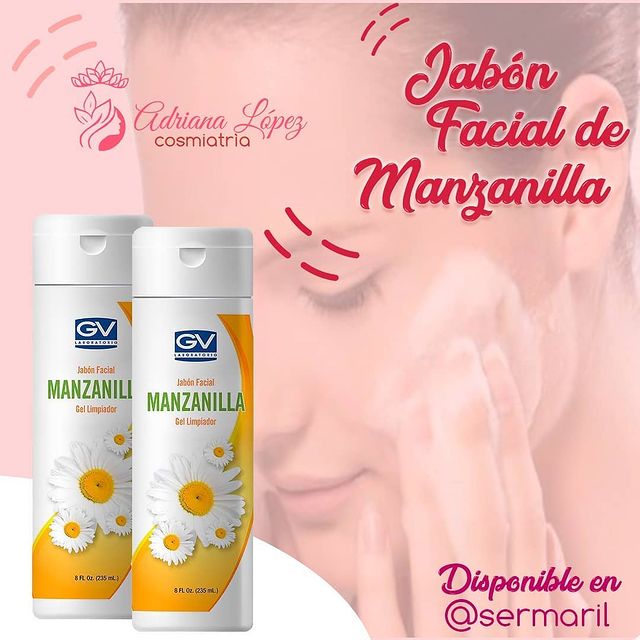 Adriana López
cosmiatria
Jabón
Facial de
Manzanilla
GV
LABORATORIO
Jabón Facial
MANZANILL
Gel Limpiador
8 FL Oz. (235 mL.)
GV
LABORATORIO
Jabón Facial
MANZANILLA
Gel Limpiador
8 FL Oz. (235 mL.)
Disponible en
@sermaril